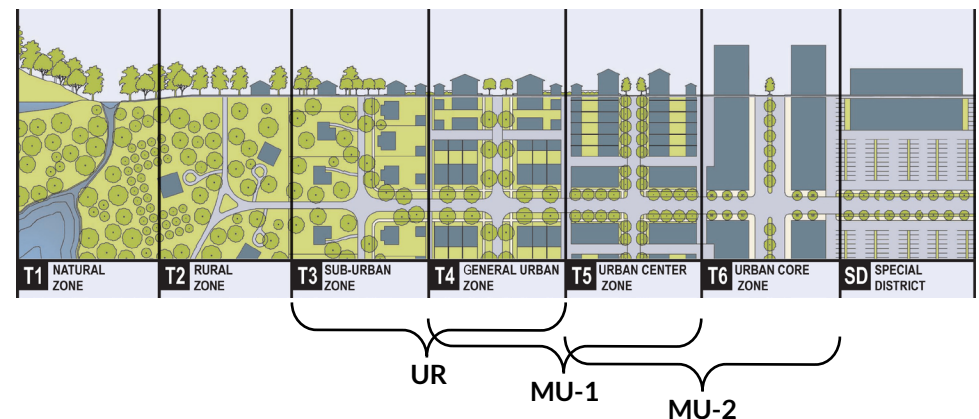 T1 NATURAL
ZONE
T2 RURAL
ZONE
T3 SUB-URBAN
ZONE
T4 GENERAL URBAN
ZONE
T5 URBAN CENTER
ZONE
T6 URBAN CORE
ZONE
SD SPECIAL
DISTRICT
UR
MU-1
MU-2